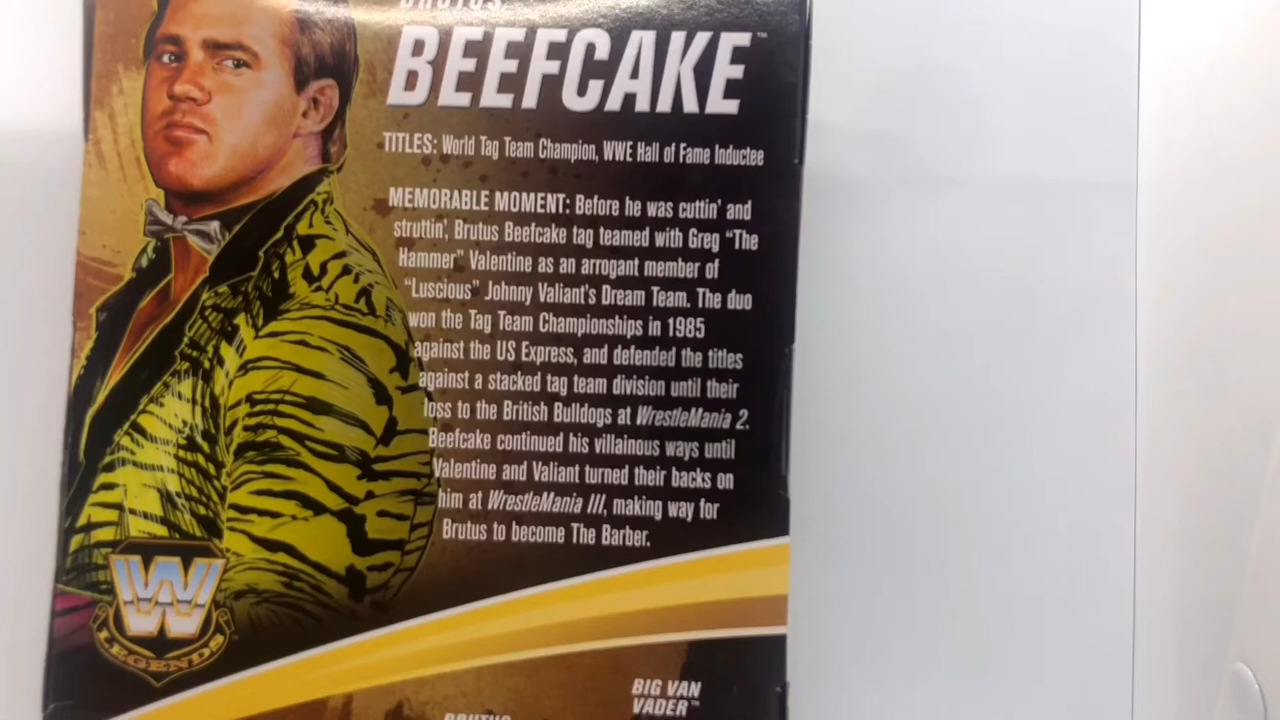 BRUTUS
BEEFCAKE™
TITLES: World Tag Team Champion, WWE Hall of Fame Inductee
MEMORABLE MOMENT: Before he was cuttin' and
struttin', Brutus Beefcake tag teamed with Greg “The
Hammer” Valentine as an arrogant member of
“Luscious” Johnny Valiant's Dream Team. The duo
won the Tag Team Championships in 1985
against the US Express, and defended the titles
against a stacked tag team division until their
loss to the British Bulldogs at WrestleMania 2.
Beefcake continued his villainous ways until
Valentine and Valiant turned their backs on
him at WrestleMania III, making way for
Brutus to become The Barber.
W
LEGENDS
BIG VAN
VADER™
BRUTUS